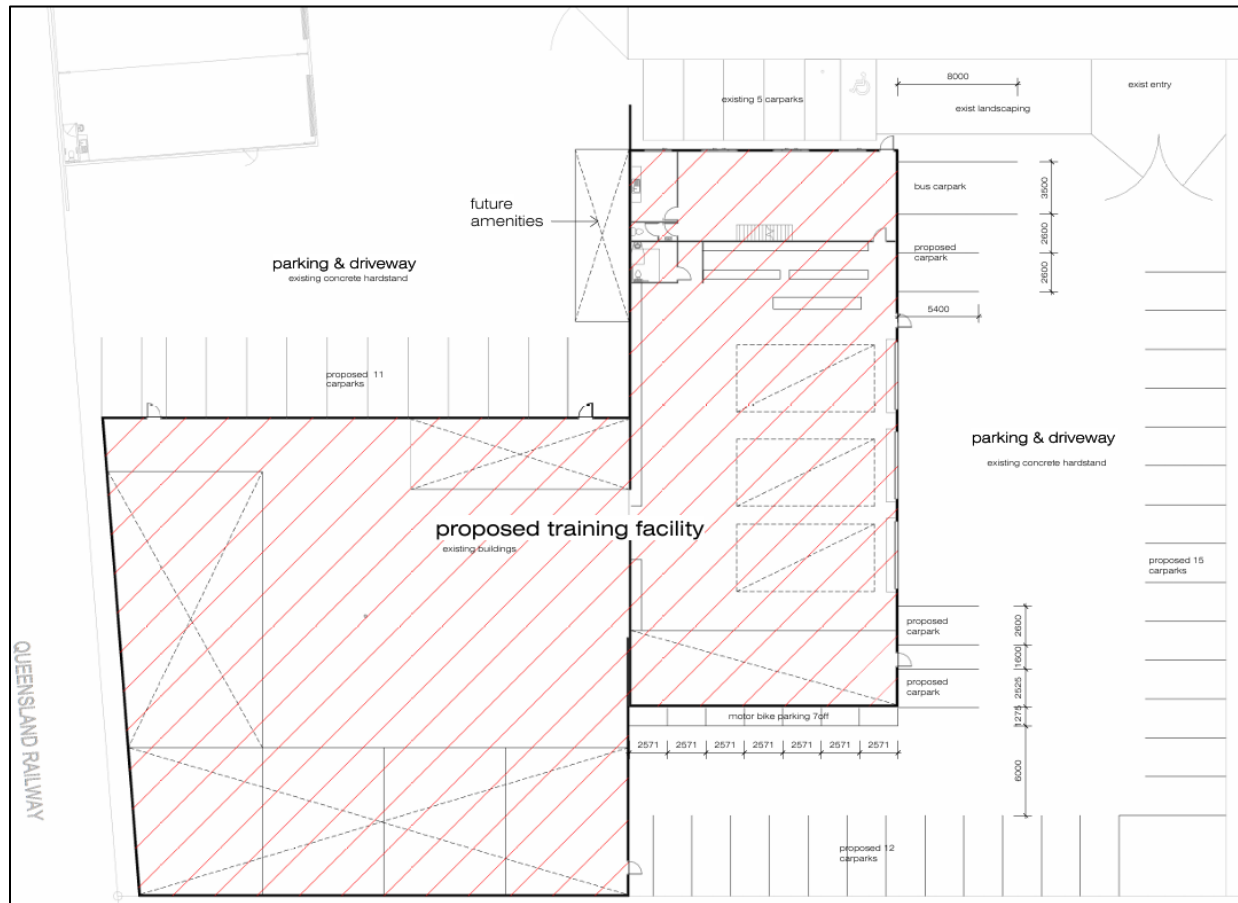 8000
existing 5 carparks
exist landscaping
exist entry
bus carpark
3500
future
amenities
2600
proposed
carpark
2600
parking & driveway
existing concrete hardstand
5400
proposed 11
carparks
parking & driveway
existing concrete hardstand
proposed training facility
existing buildings
proposed 15
carparks
proposed
carpark
2600
1600
proposed
carpark
2525
QUEENSLAND RAILWAY
motor bike parking 7off
1275
2571 2571 2571 2571 2571 2571 2571
6000
proposed 12
carparks